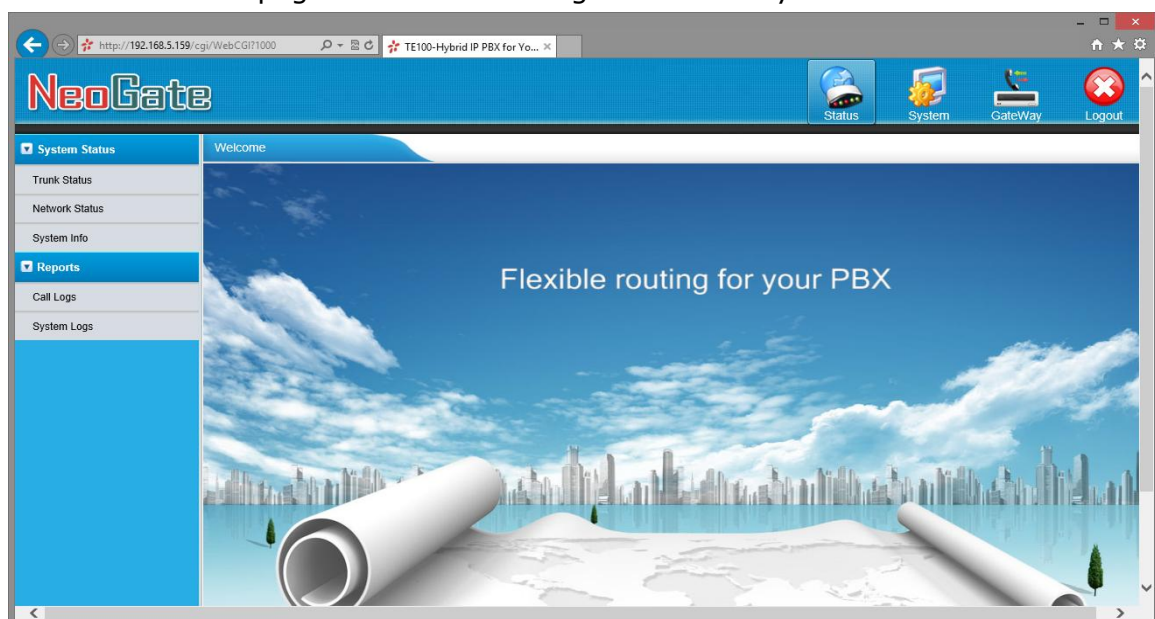 http://192.168.5.159/cgi/WebCGI?1000
TE100-Hybrid IP PBX for Yo...
NeoGate
Status
System
GateWay
Logout
System Status
Welcome
Trunk Status
Network Status
System Info
Reports
Flexible routing for your PBX
Call Logs
System Logs